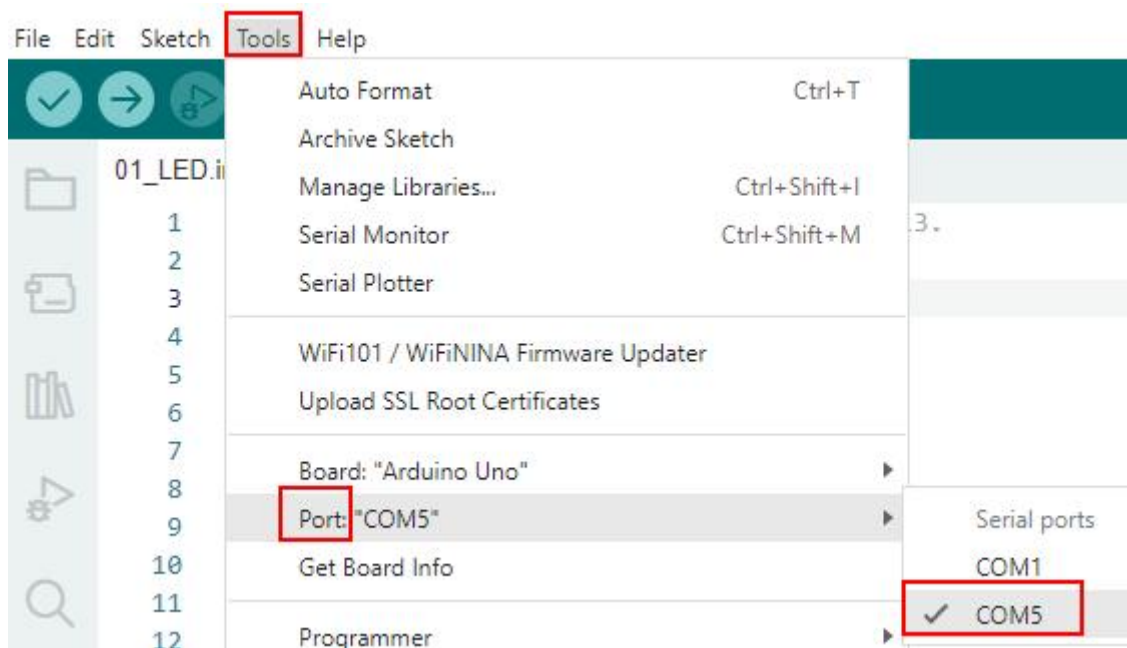 File Edit Sketch Tools Help
Auto Format Ctrl+T
Archive Sketch
01_LED.i
Manage Libraries... Ctrl+Shift+I
1
3.
Serial Monitor Ctrl+Shift+M
2
Serial Plotter
3
4
WiFi101 / WiFiNINA Firmware Updater
5
Upload SSL Root Certificates
6
7
Board: "Arduino Uno"
8
Port: "COM5"
Serial ports
9
Get Board Info
COM1
10
11
COM5
12
Programmer